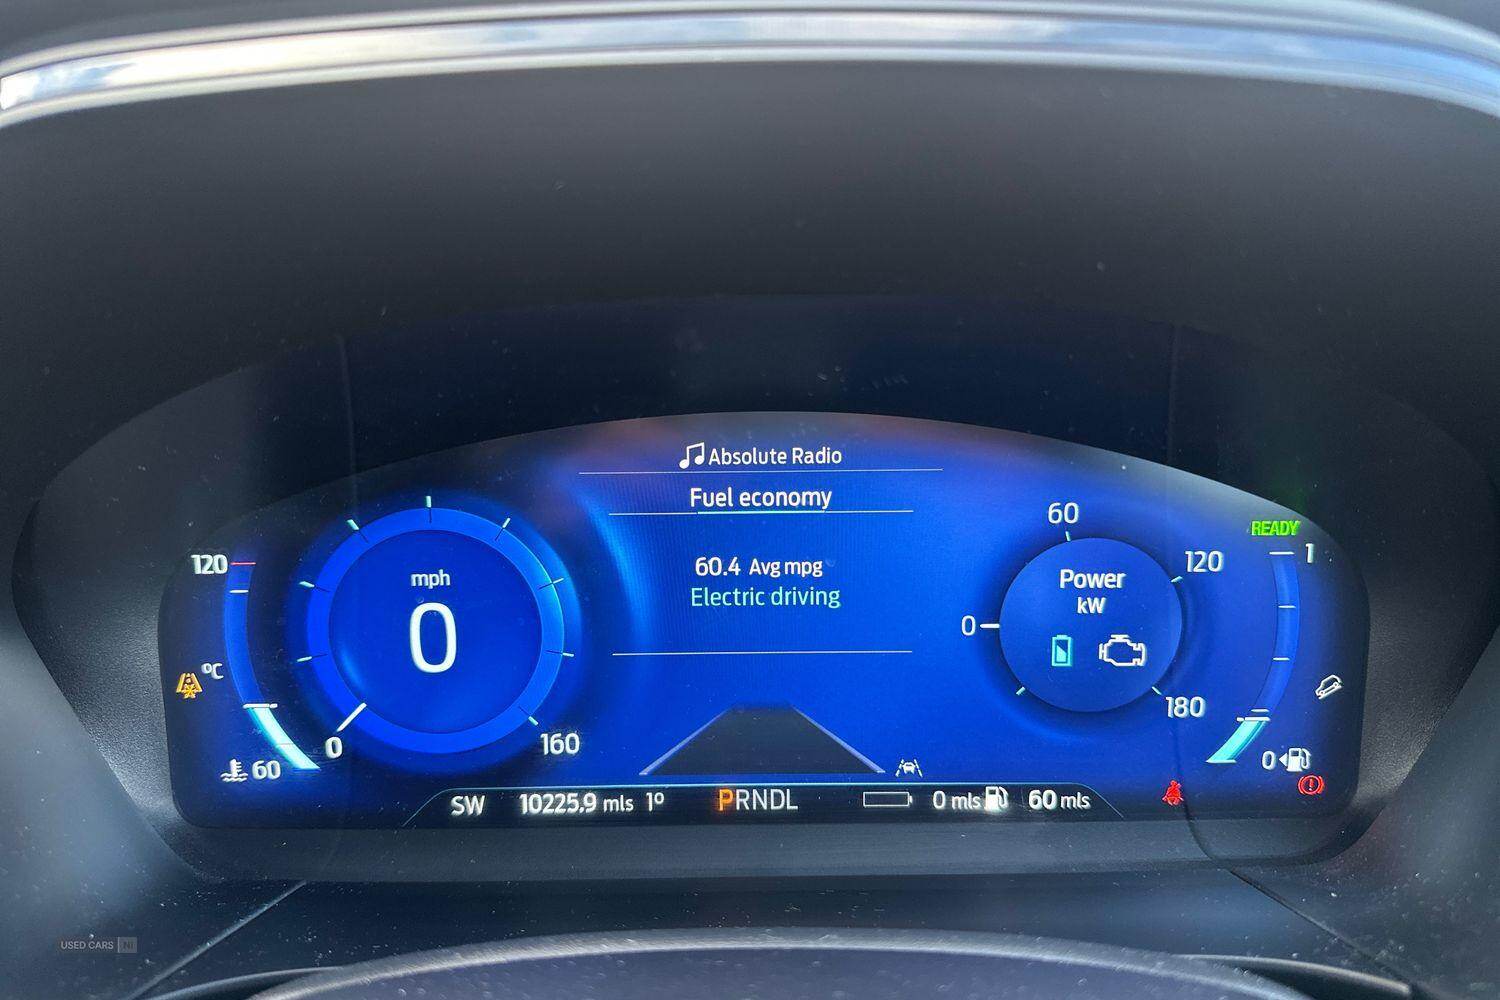 Absolute Radio
Fuel economy
60.4 Avg mpg
Electric driving
120
°C
60
mph
0
0
160
60
120
0
180
Power
kW
READY
1
0
SW 10225.9 mls 1° PRNDL 0 mls 60 mls
USED CARS NI